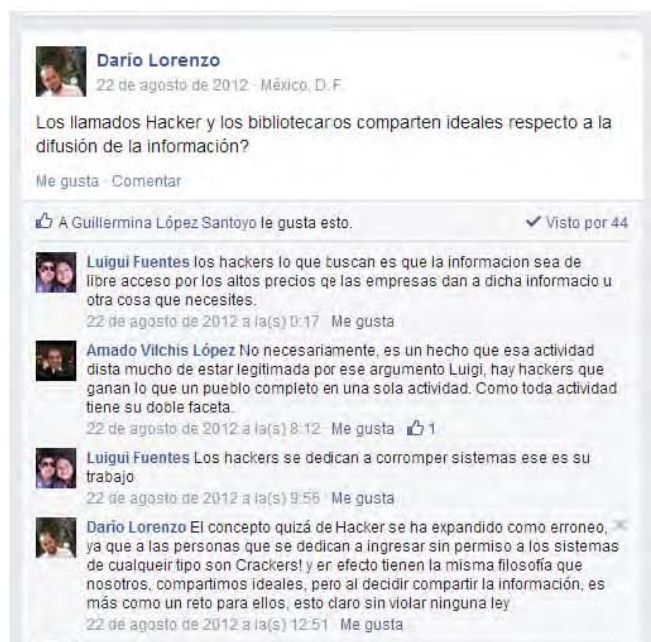 Darío Lorenzo
22 de agosto de 2012 · México, D. F.
Los llamados Hacker y los bibliotecarios comparten ideales respecto a la
difusión de la información?
Me gusta · Comentar
A Guillermina López Santoyo le gusta esto. Visto por 44
Luigui Fuentes los hackers lo que buscan es que la informacion sea de
libre acceso por los altos precios qe las empresas dan a dicha informacio u
otra cosa que necesites.
22 de agosto de 2012 a la(s) 0:17 · Me gusta
Amado Vilchis López No necesariamente, es un hecho que esa actividad
dista mucho de estar legitimada por ese argumento Luigi, hay hackers que
ganan lo que un pueblo completo en una sola actividad. Como toda actividad
tiene su doble faceta.
22 de agosto de 2012 a la(s) 8:12 · Me gusta · 1
Luigui Fuentes Los hackers se dedican a corromper sistemas ese es su
trabajo
22 de agosto de 2012 a la(s) 9:56 · Me gusta
Darío Lorenzo El concepto quizá de Hacker se ha expandido como erroneo,
ya que a las personas que se dedican a ingresar sin permiso a los sistemas
de cualqueir tipo son Crackers! y en efecto tienen la misma filosofía que
nosotros, compartimos ideales, pero al decidir compartir la información, es
más como un reto para ellos, esto claro sin violar ninguna ley
22 de agosto de 2012 a la(s) 12:51 · Me gusta